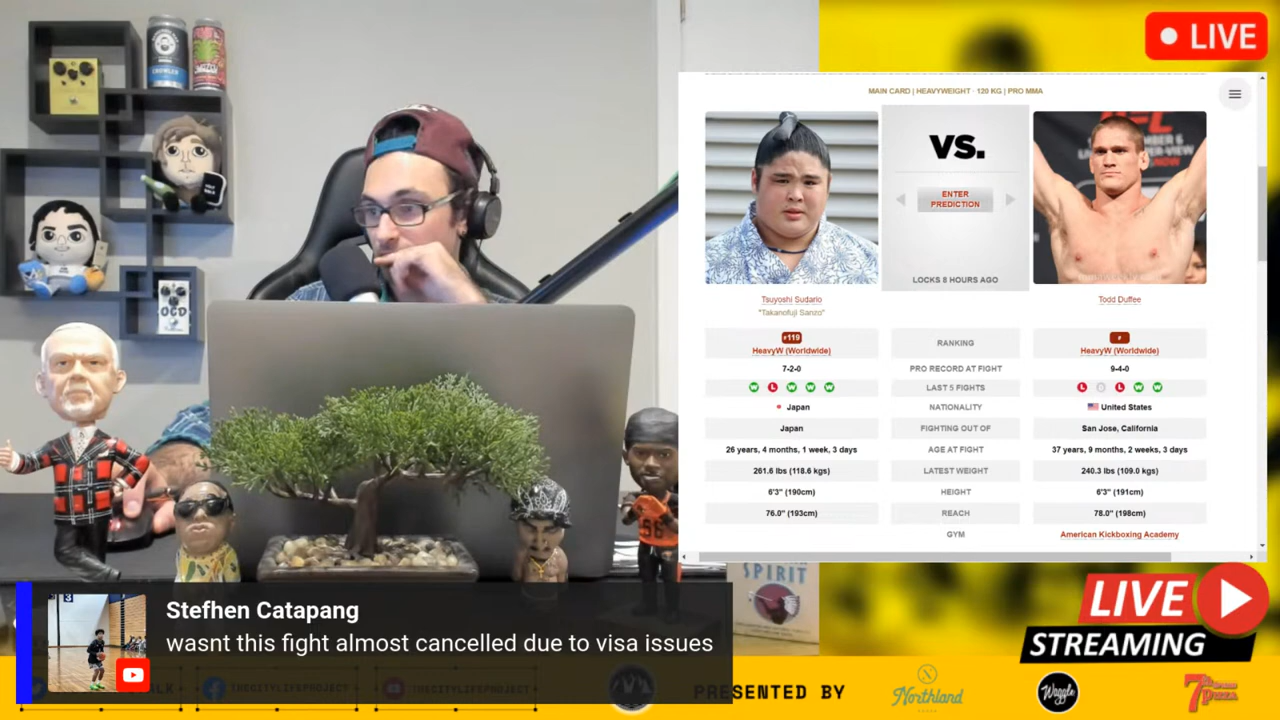 LIVE
MAIN CARD | HEAVYWEIGHT · 120 KG | PRO MMA
VS.
ENTER
PREDICTION
LOCKS 8 HOURS AGO
Tsuyoshi Sudario
Todd Duffee
"Takanofuji Sanzo"
#119
#
HeavyW (Worldwide)
RANKING
HeavyW (Worldwide)
7-2-0
PRO RECORD AT FIGHT
9-4-0
W L W W W
LAST 5 FIGHTS
L L W W
Japan
NATIONALITY
United States
Japan
FIGHTING OUT OF
San Jose, California
26 years, 4 months, 1 week, 3 days
AGE AT FIGHT
37 years, 9 months, 2 weeks, 3 days
261.6 lbs (118.6 kgs)
LATEST WEIGHT
240.3 lbs (109.0 kgs)
6'3" (190cm)
HEIGHT
6'3" (191cm)
76.0" (193cm)
REACH
78.0" (198cm)
GYM
American Kickboxing Academy
OCD
SPIRIT
LIVE
STREAMING
Stefhen Catapang
wasnt this fight almost cancelled due to visa issues
THECITYLIFEPROJECT
THECITYLIFEPROJECT
PRESENTED BY
Northland
Waggle